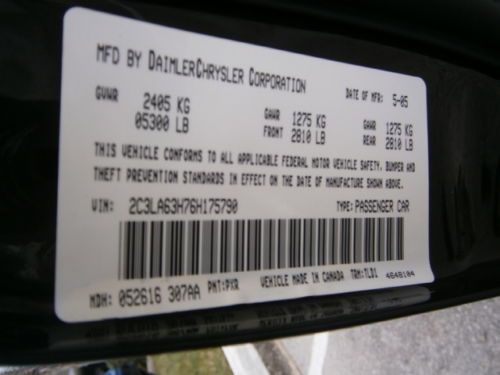 MFD BY DAIMLERCHRYSLER CORPORATION DATE OF MFR: 5-05
GVWR 2405 KG 05300 LB GAWR FRONT 1275 KG 2810 LB GAWR REAR 1275 KG 2810 LB
THIS VEHICLE CONFORMS TO ALL APPLICABLE FEDERAL MOTOR VEHICLE SAFETY, BUMPER AND
THEFT PREVENTION STANDARDS IN EFFECT ON THE DATE OF MANUFACTURE SHOWN ABOVE.
VIN: 2C3LA63H76H175790 TYPE: PASSENGER CAR
MDH: 052616 307AA PNT: PXR VEHICLE MADE IN CANADA TRM: TLD1 4648104